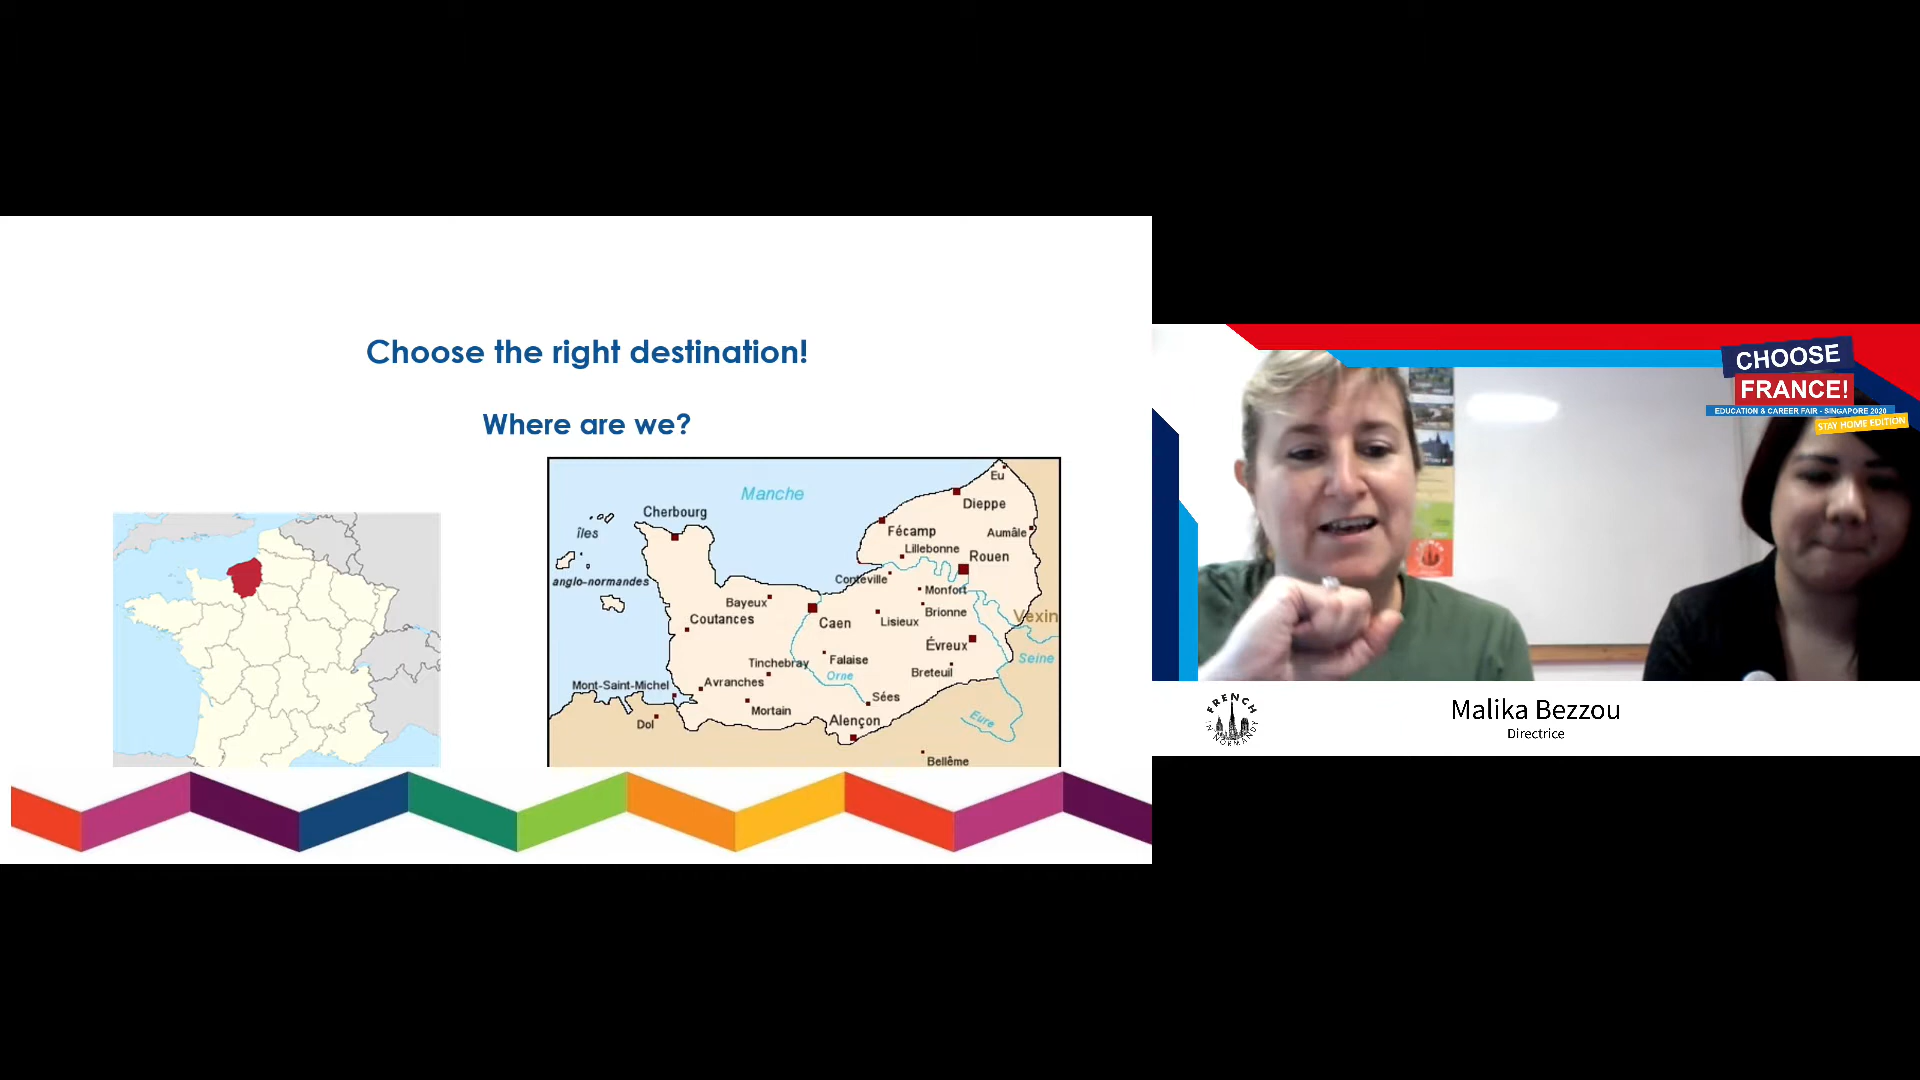 Choose the right destination!
Where are we?
Manche
Eu
Dieppe
Cherbourg
îles
Fécamp
Aumâle
Lillebonne
Rouen
anglo-normandes
Conteville
Monfort
Bayeux
Coutances
Caen
Lisieux
Brionne
Vexin
Évreux
Tinchebray
Falaise
Seine
Orne
Breteuil
Mont-Saint-Michel
Avranches
Sées
Dol
Mortain
Alençon
Eure
Bellême
CHOOSE
FRANCE!
EDUCATION & CAREER FAIR - SINGAPORE 2020
STAY HOME EDITION
FRENCH
IN NORMANDY
Malika Bezzou
Directrice